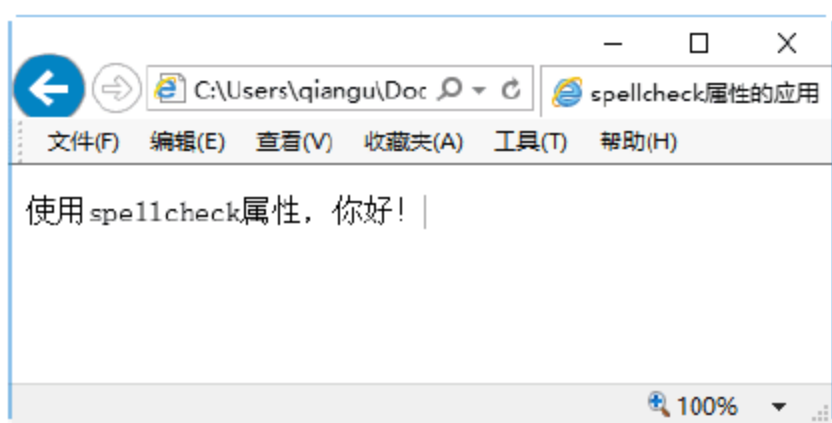 C:\Users\qiangu\Doc
spellcheck属性的应用
文件(F) 编辑(E) 查看(V) 收藏夹(A) 工具(T) 帮助(H)
使用spellcheck属性，你好！
100%